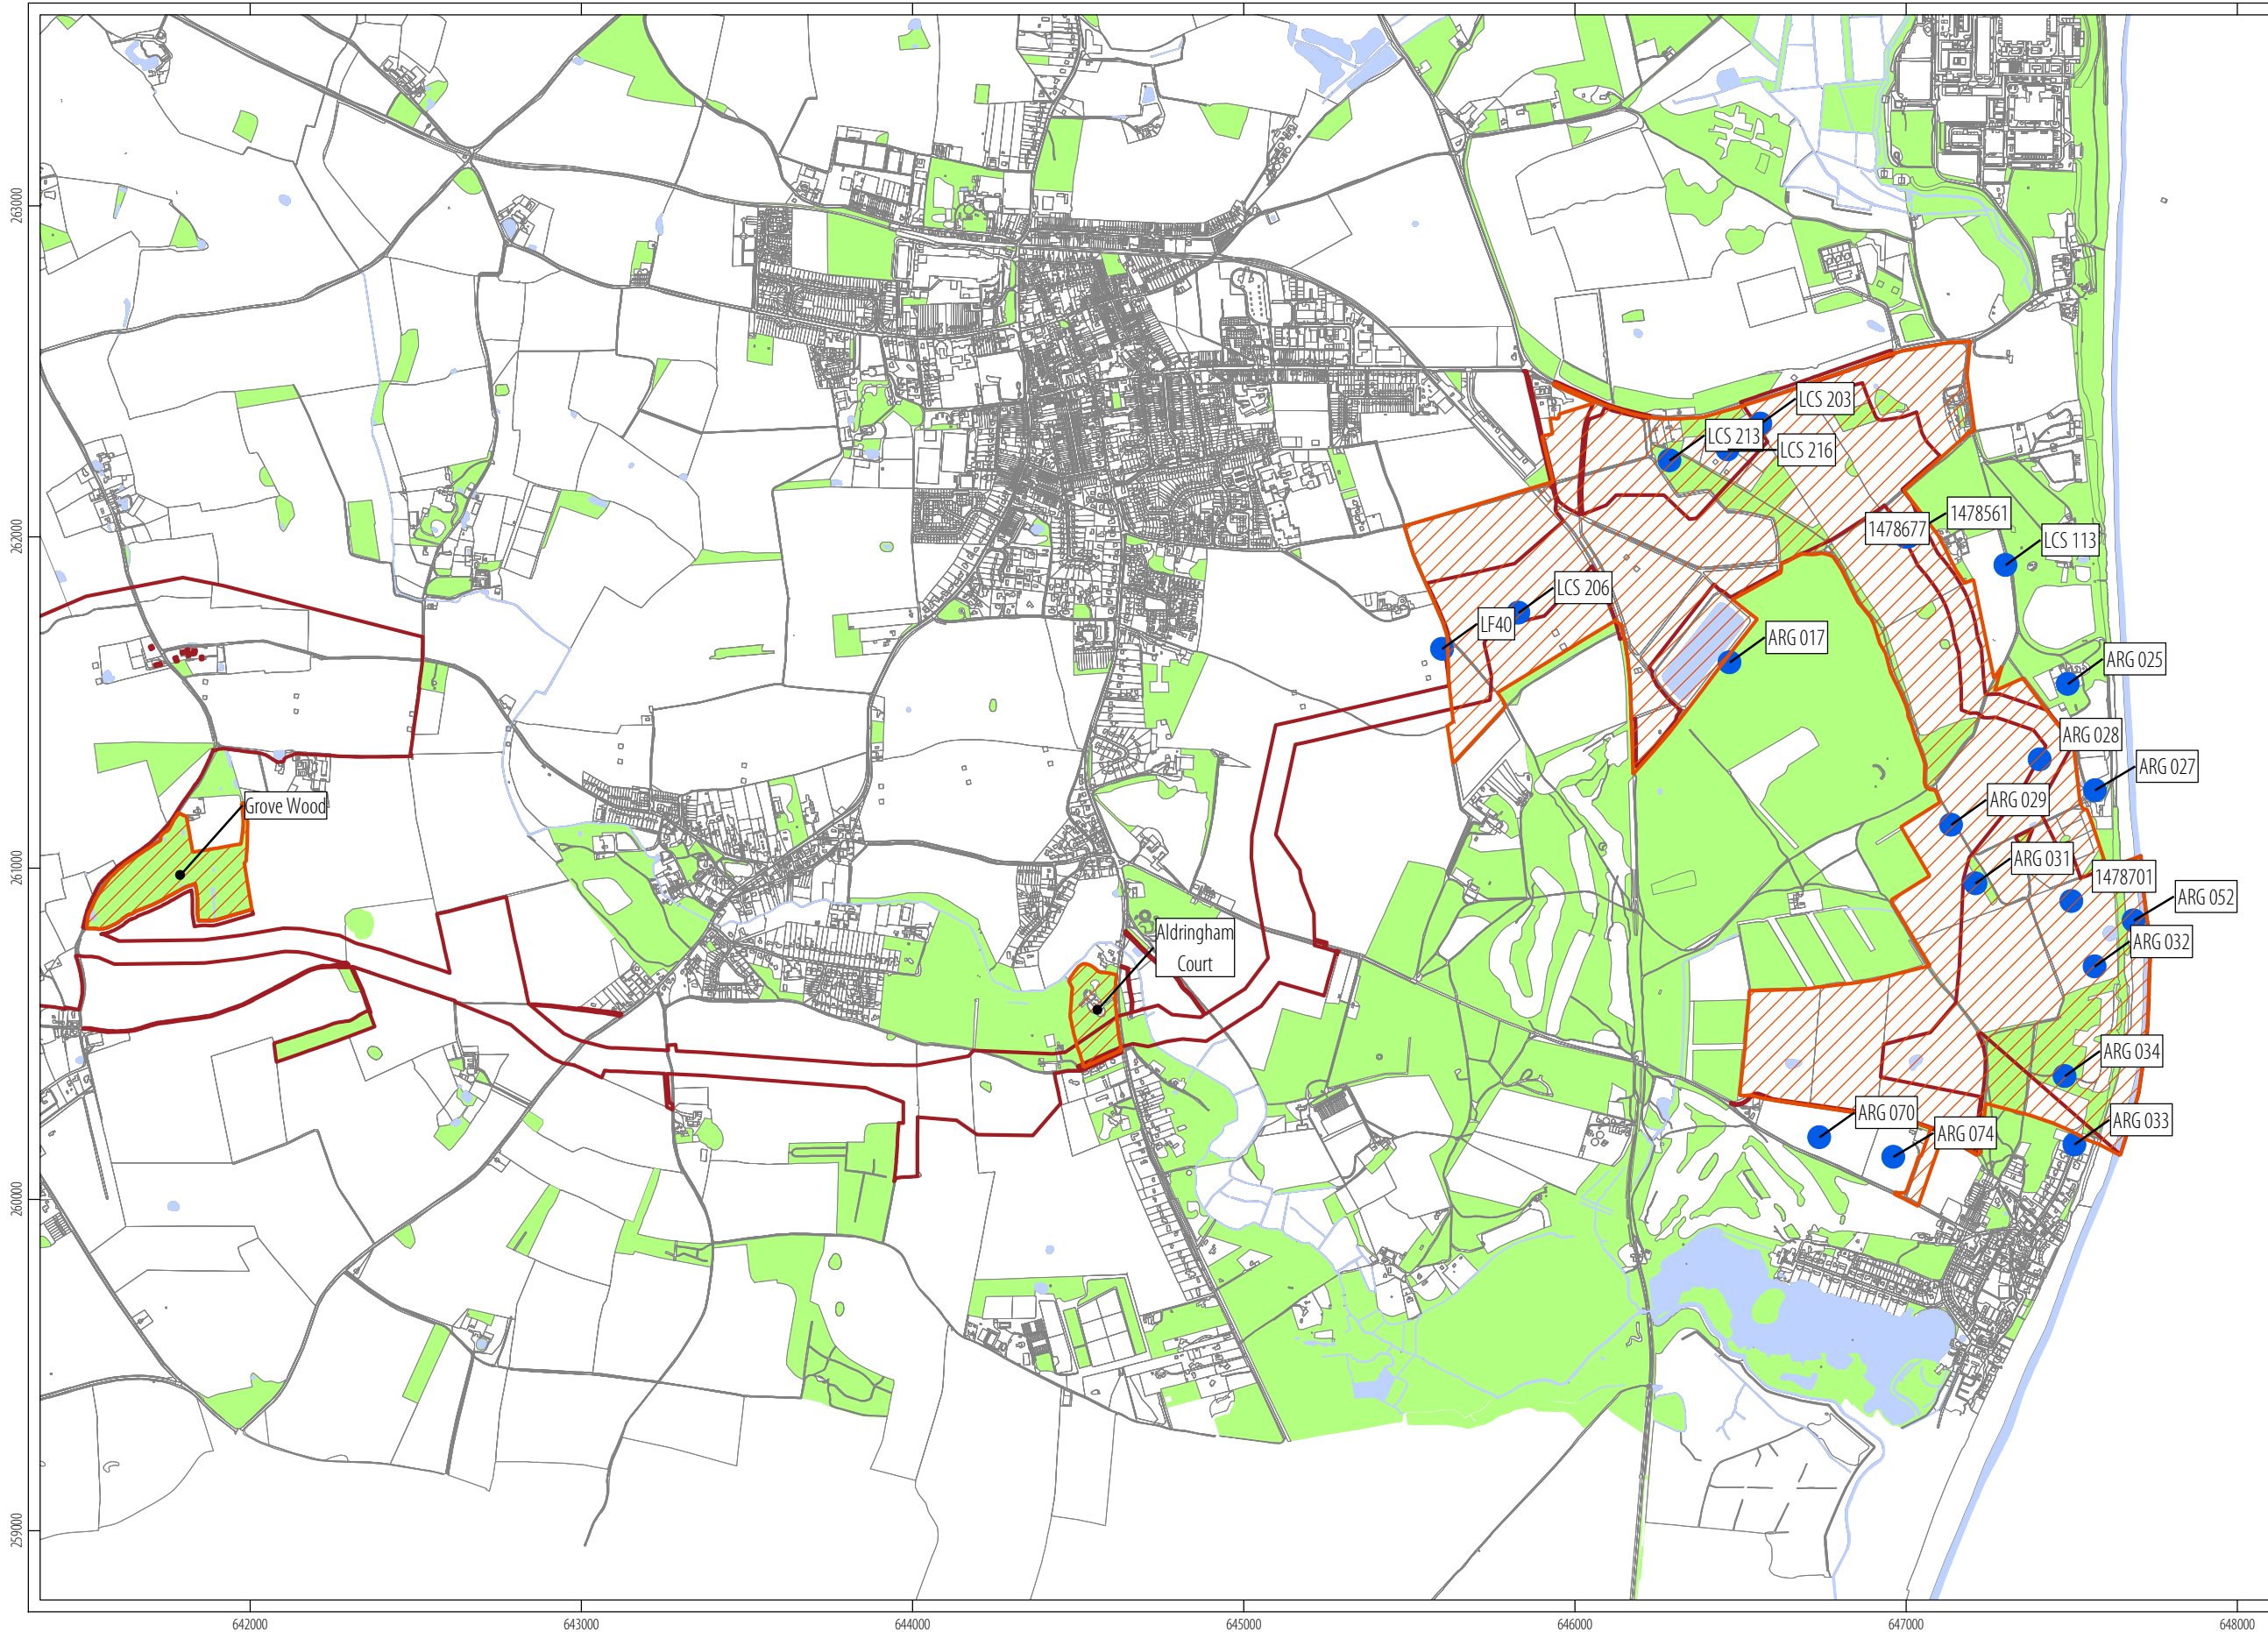 263000
262000
261000
260000
259000
LCS 203
LCS 213
LCS 216
1478677
1478561
LCS 113
LCS 206
LF40
ARG 017
ARG 025
ARG 028
ARG 027
ARG 029
ARG 031
1478701
ARG 052
ARG 032
ARG 034
ARG 033
ARG 070
ARG 074
Grove Wood
Aldringham
Court
642000
643000
644000
645000
646000
647000
648000